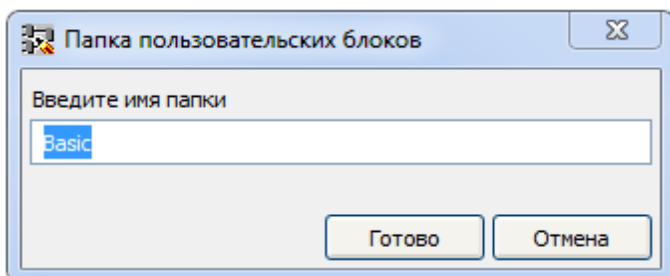 Папка пользовательских блоков
Введите имя папки
Basic
Готово
Отмена